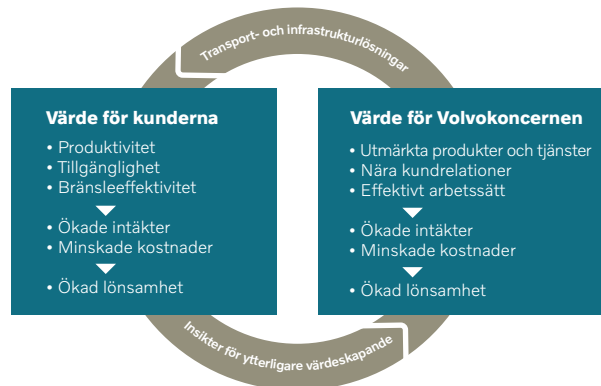 Transport- och infrastrukturlösningar
Värde för kunderna
• Produktivitet
• Tillgänglighet
• Bränsleeffektivitet
• Ökade intäkter
• Minskade kostnader
• Ökad lönsamhet
Värde för Volvokoncernen
• Utmärkta produkter och tjänster
• Nära kundrelationer
• Effektivt arbetssätt
• Ökade intäkter
• Minskade kostnader
• Ökad lönsamhet
Insikter för ytterligare värdeskapande